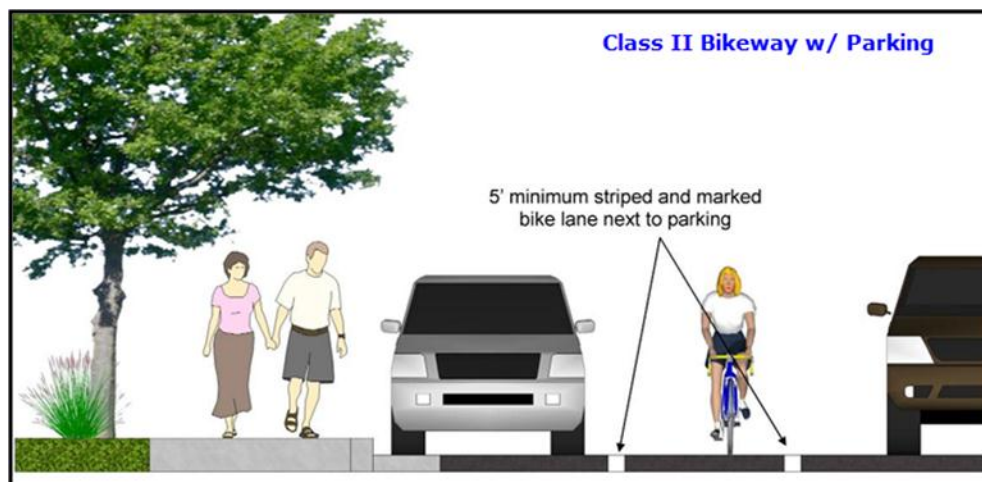 Class II Bikeway w/ Parking
5' minimum striped and marked
bike lane next to parking